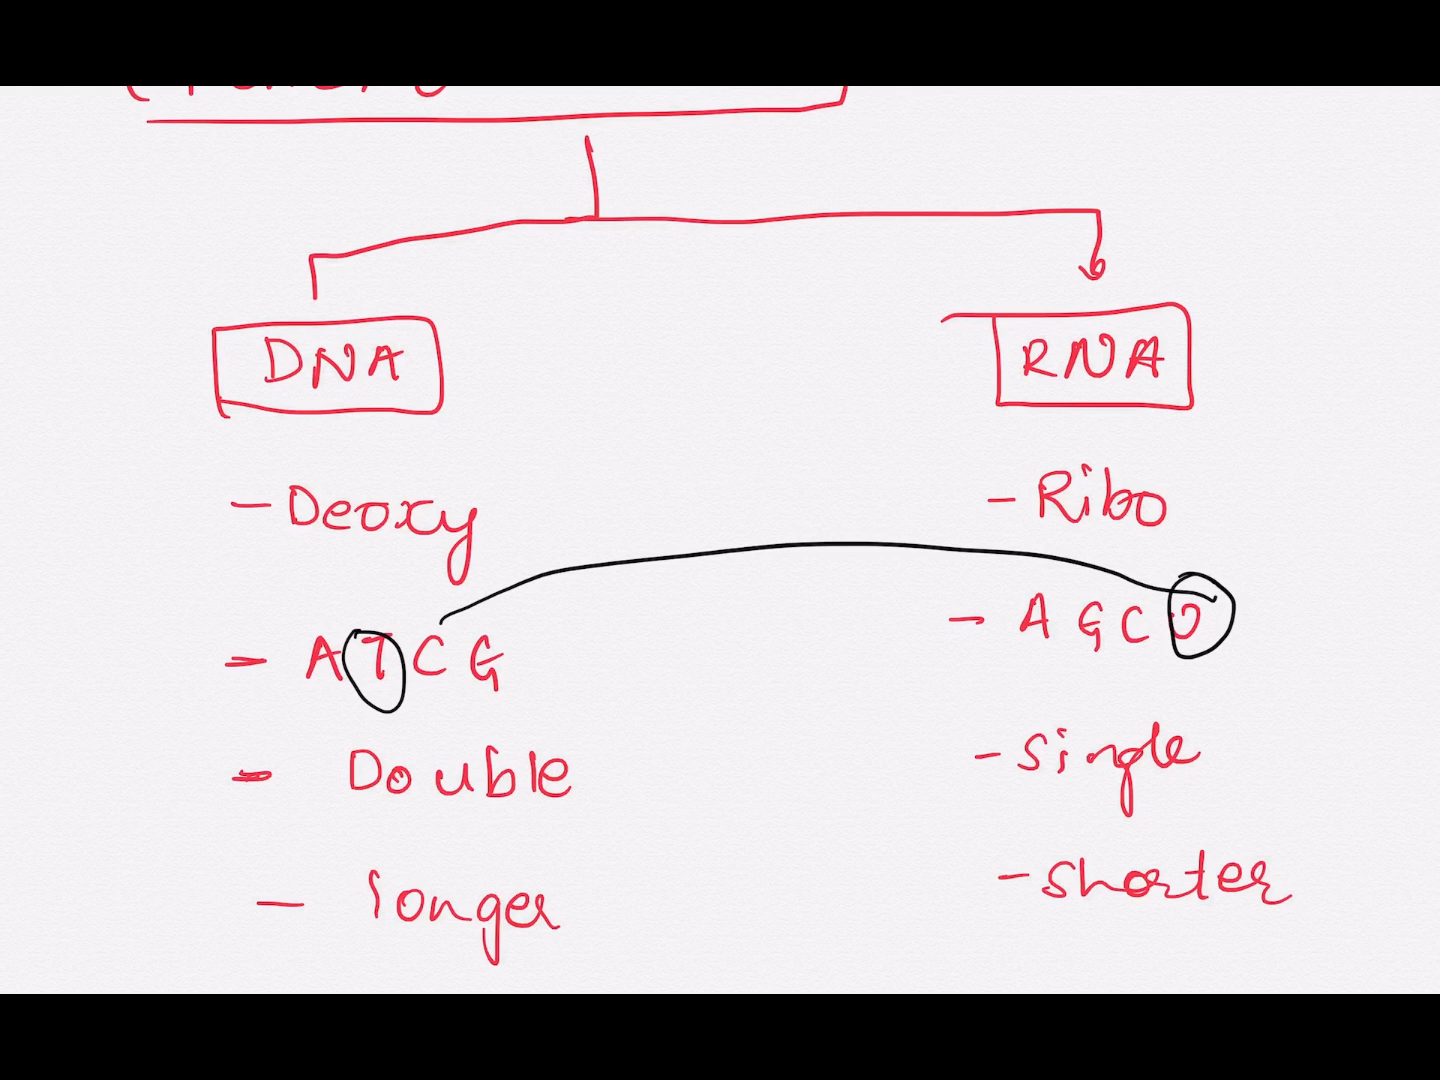 DNA
RNA
- Deoxy
- Ribo
- A T C G
- A G C U
- Double
- Single
- longer
- Shorter